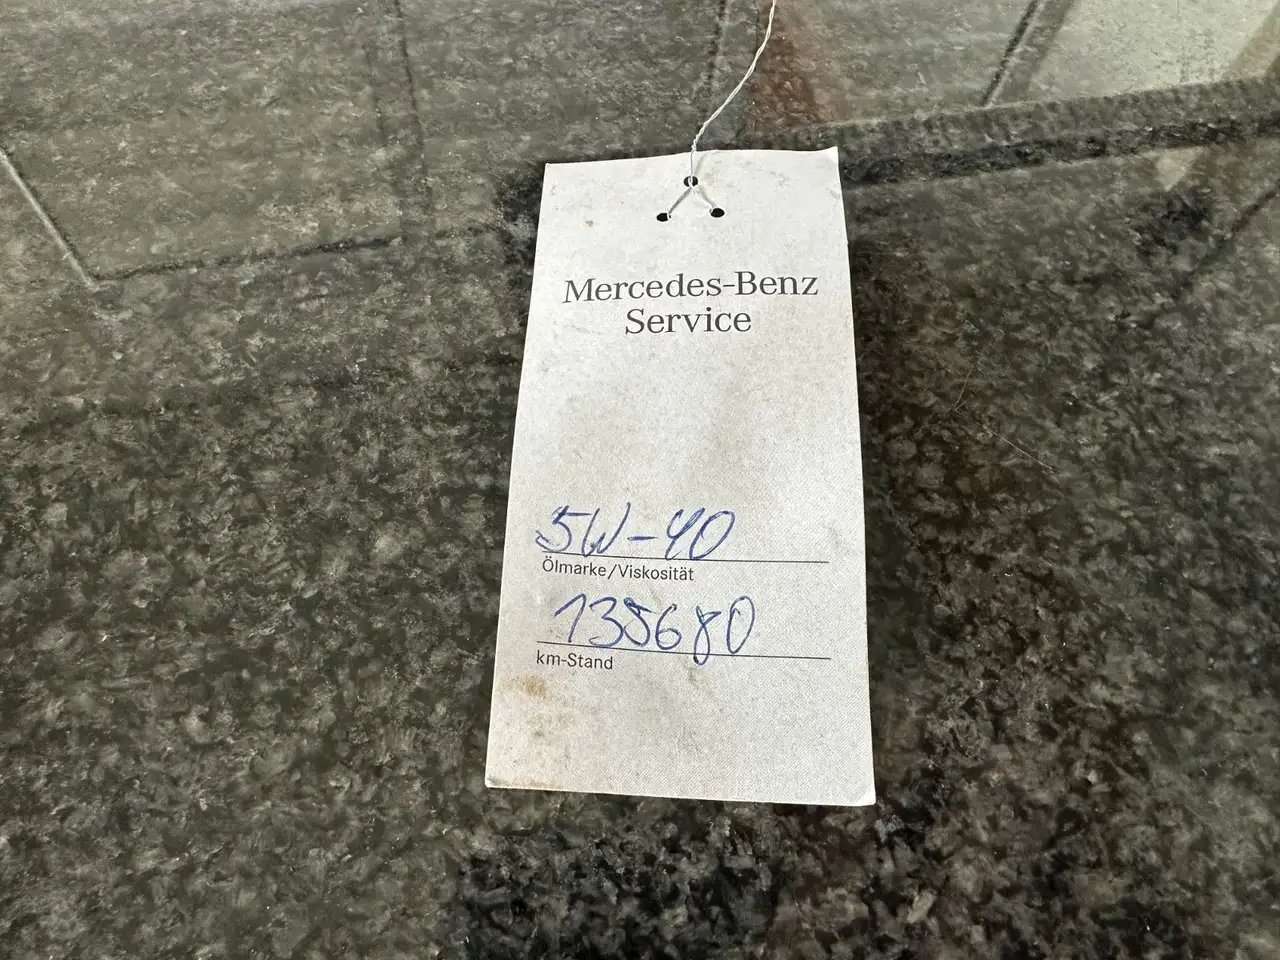 Mercedes-Benz
Service
5W-40
Ölmarke/Viskosität
135680
km-Stand